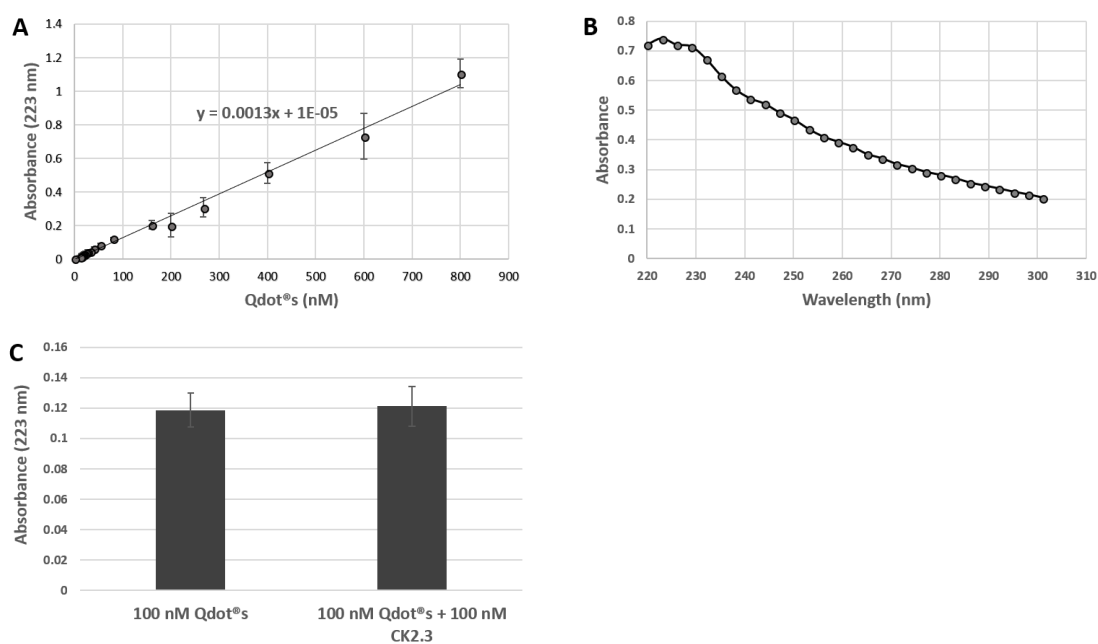 A
Absorbance (223 nm)
1.4
1.2
1
0.8
0.6
0.4
0.2
0
y = 0.0013x + 1E-05
0 100 200 300 400 500 600 700 800 900
Qdot®s (nM)
B
Absorbance
0.8
0.7
0.6
0.5
0.4
0.3
0.2
0.1
0
220 230 240 250 260 270 280 290 300 310
Wavelength (nm)
C
Absorbance (223 nm)
0.16
0.14
0.12
0.1
0.08
0.06
0.04
0.02
0
100 nM Qdot®s
100 nM Qdot®s + 100 nM
CK2.3